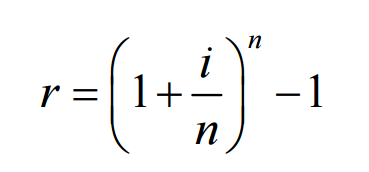 r = (1 + i/n)^n − 1